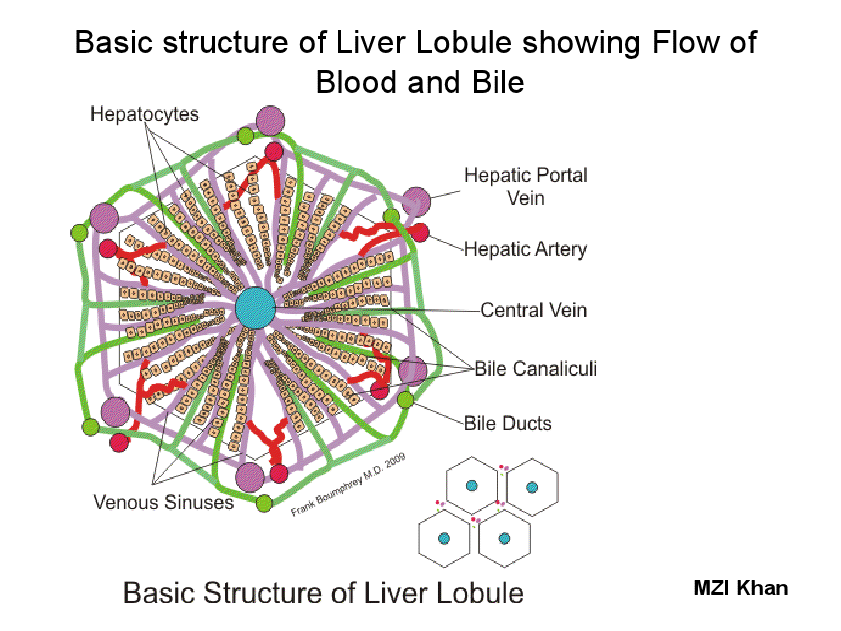 Basic structure of Liver Lobule showing Flow of
Blood and Bile
Hepatocytes
Hepatic Portal
Vein
Hepatic Artery
Central Vein
Bile Canaliculi
Bile Ducts
Venous Sinuses
Frank Boumphrey M.D. 2009
Basic Structure of Liver Lobule
MZI Khan